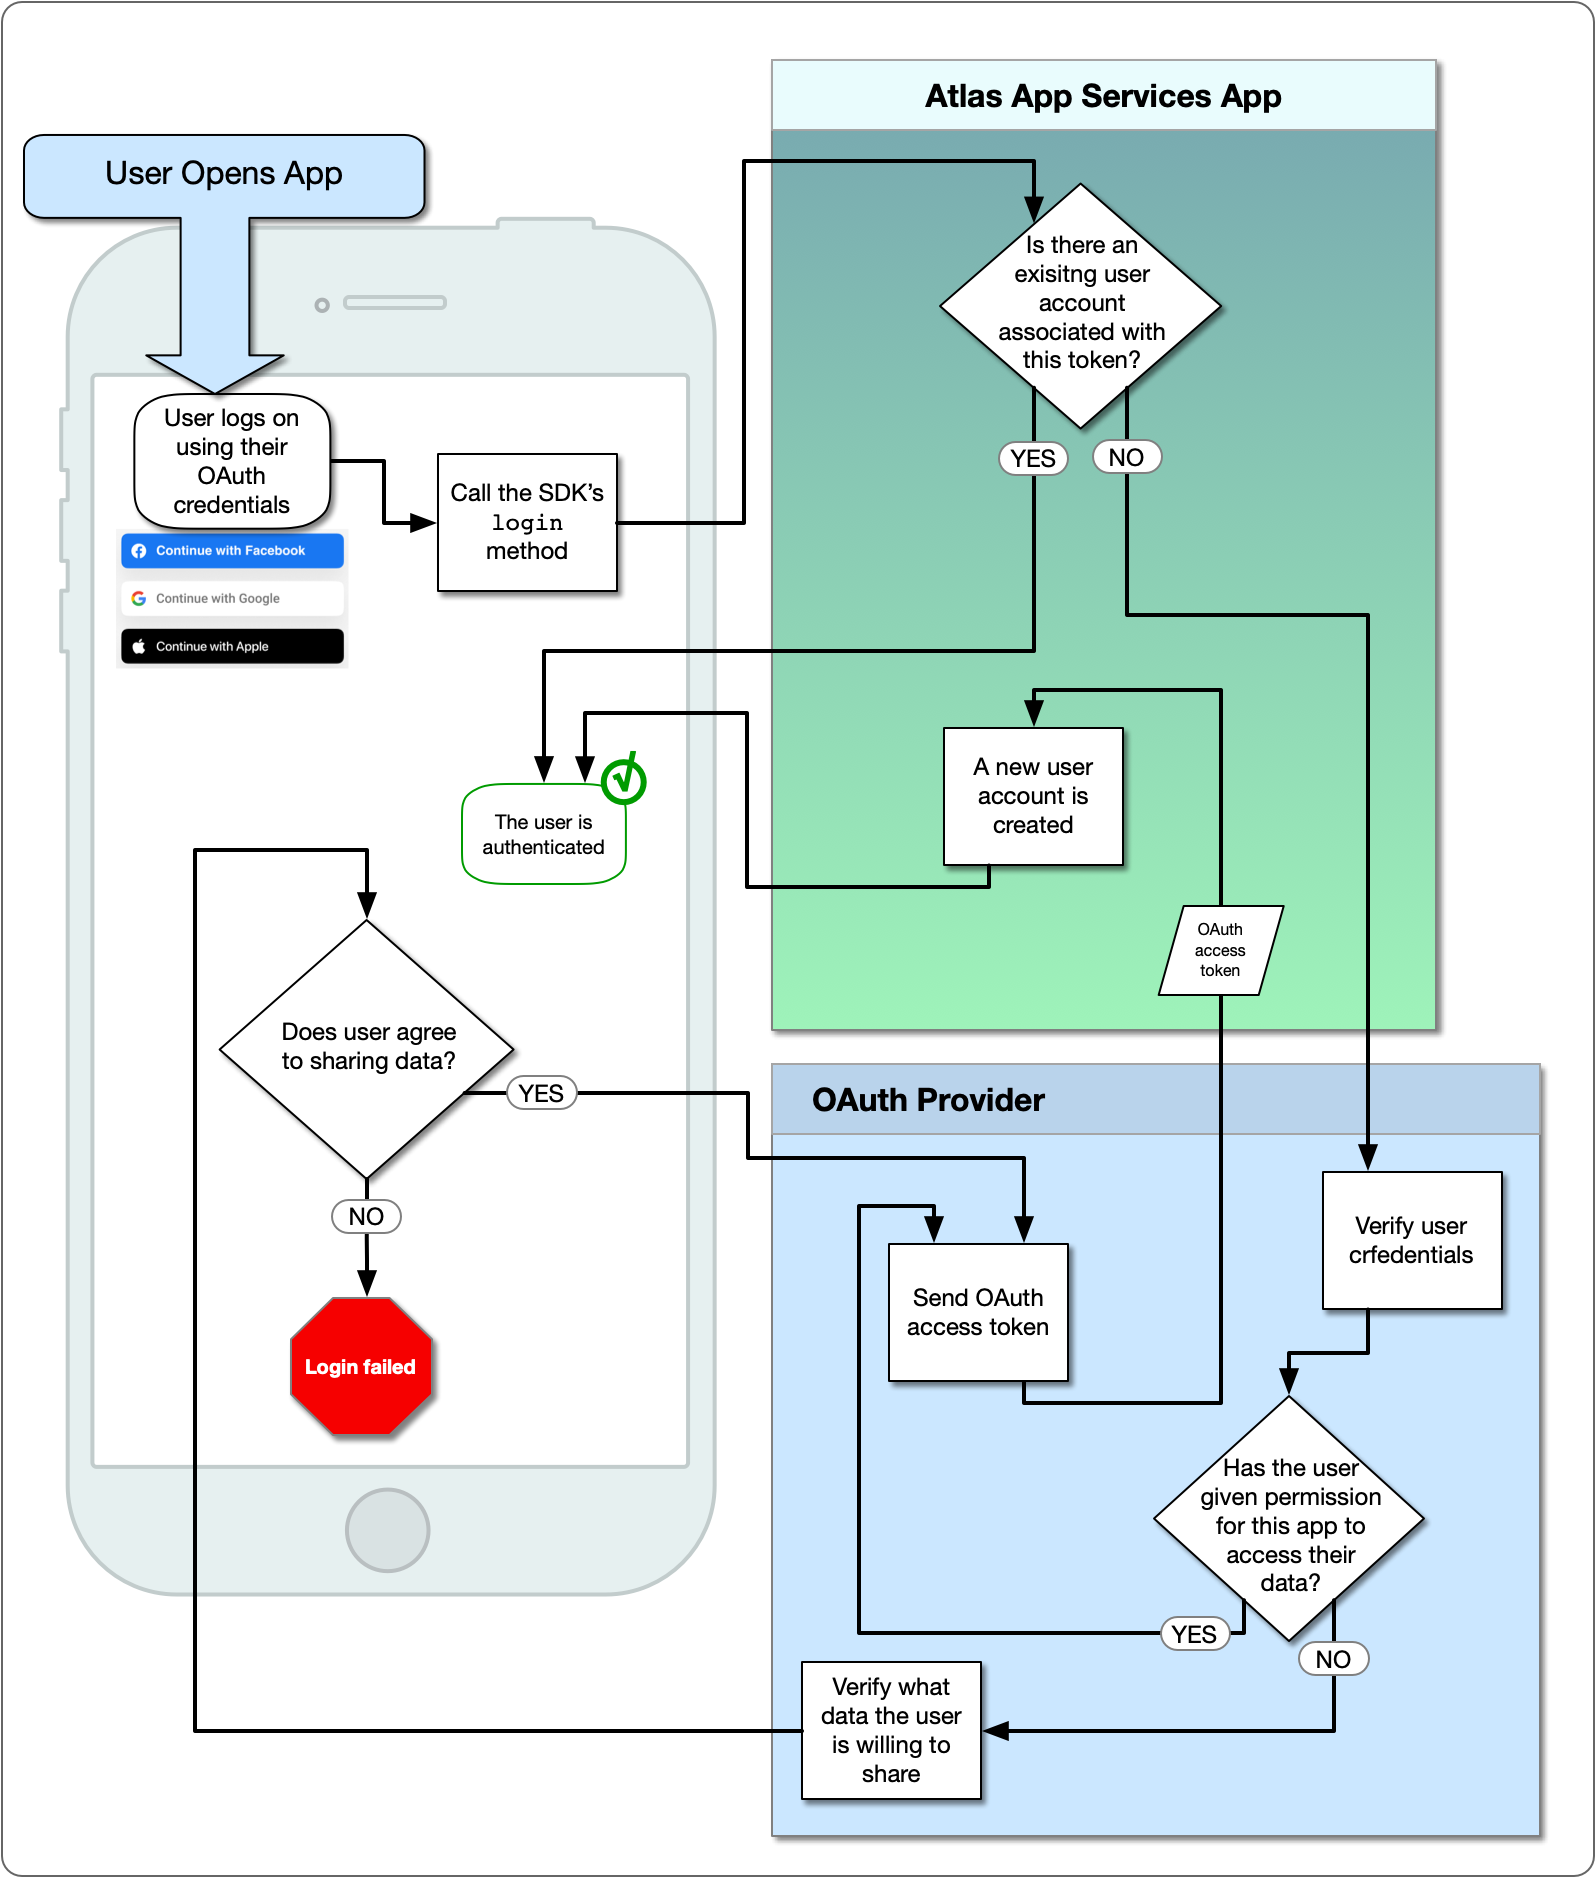 Atlas App Services App
User Opens App
Is there an
exisitng user
account
associated with
this token?
User logs on
using their
OAuth
credentials
YES
NO
Call the SDK's
login
method
Continue with Facebook
Continue with Google
Continue with Apple
A new user
account is
created
The user is
authenticated
OAuth
access
token
Does user agree
to sharing data?
YES
OAuth Provider
NO
Verify user
crfedentials
Send OAuth
access token
Login failed
Has the user
given permission
for this app to
access their
data?
YES
NO
Verify what
data the user
is willing to
share